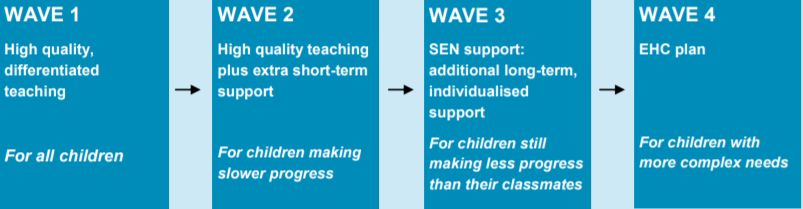 WAVE 1
High quality,
differentiated
teaching
For all children
WAVE 2
High quality teaching
plus extra short-term
support
For children making
slower progress
WAVE 3
SEN support:
additional long-term,
individualised
support
For children still
making less progress
than their classmates
WAVE 4
EHC plan
For children with
more complex needs